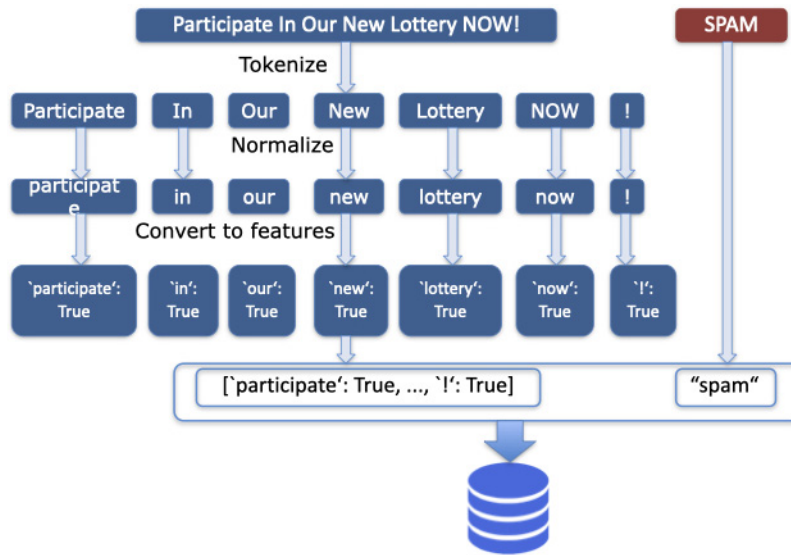 Participate In Our New Lottery NOW!
SPAM
Tokenize
Participate
In
Our
New
Lottery
NOW
!
Normalize
participat
e
in
our
new
lottery
now
!
Convert to features
`participate‘:
True
`in‘:
True
`our‘:
True
`new‘:
True
`lottery‘:
True
`now‘:
True
`!‘:
True
[`participate‘: True, ..., `!‘: True]
“spam“